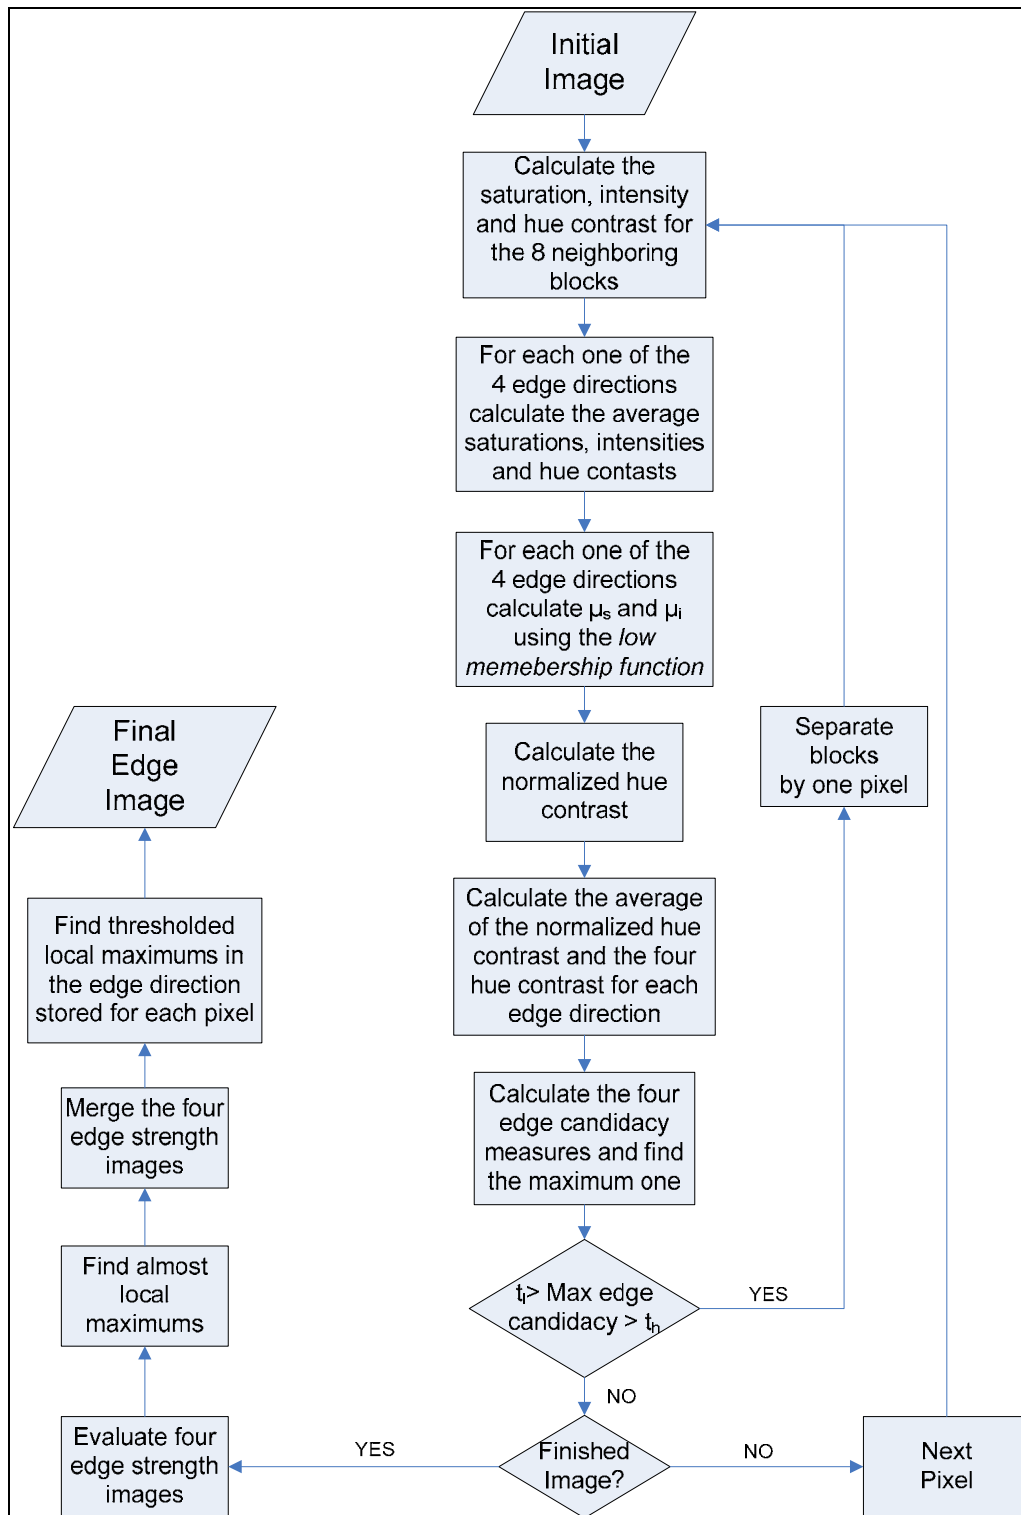 Initial
Image
Calculate the
saturation, intensity
and hue contrast for
the 8 neighboring
blocks
For each one of the
4 edge directions
calculate the average
saturations, intensities
and hue contasts
For each one of the
4 edge directions
calculate μs and μi
using the low
memebership function
Calculate the
normalized hue
contrast
Calculate the average
of the normalized hue
contrast and the four
hue contrast for each
edge direction
Calculate the four
edge candidacy
measures and find
the maximum one
tl> Max edge
candidacy > th
YES
Separate
blocks
by one pixel
NO
Finished
Image?
NO
Next
Pixel
YES
Evaluate four
edge strength
images
Find almost
local
maximums
Merge the four
edge strength
images
Find thresholded
local maximums in
the edge direction
stored for each pixel
Final
Edge
Image